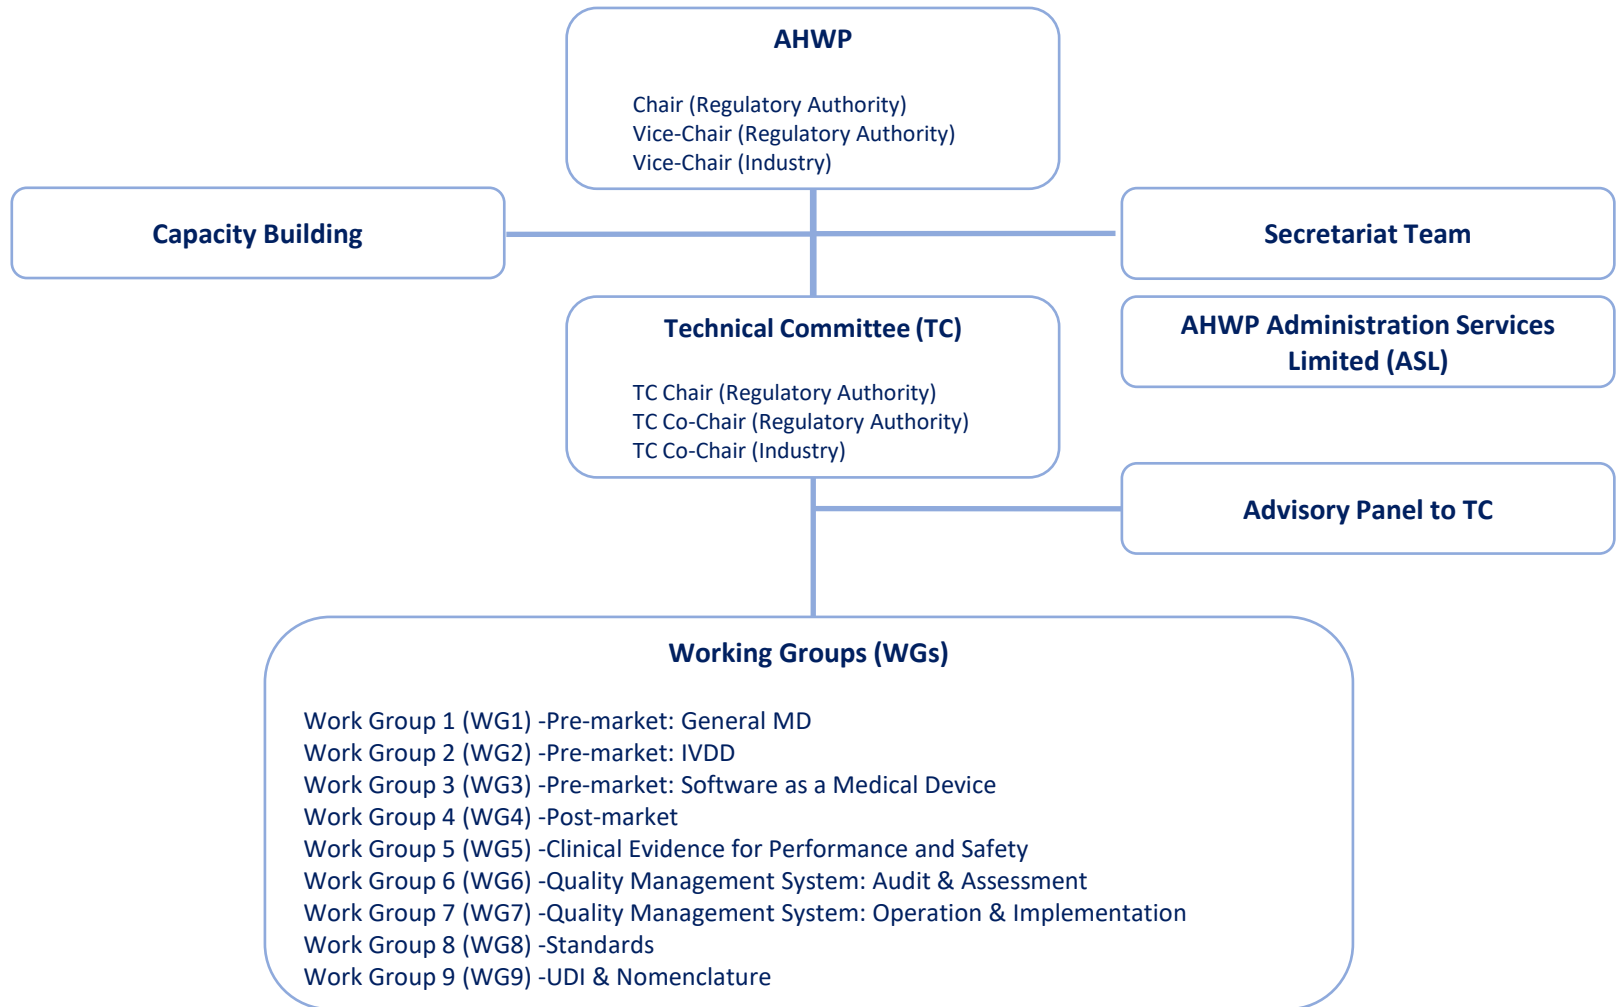 AHWP
Chair (Regulatory Authority)
Vice-Chair (Regulatory Authority)
Vice-Chair (Industry)
Capacity Building
Secretariat Team
Technical Committee (TC)
TC Chair (Regulatory Authority)
TC Co-Chair (Regulatory Authority)
TC Co-Chair (Industry)
AHWP Administration Services
Limited (ASL)
Advisory Panel to TC
Working Groups (WGs)
Work Group 1 (WG1) -Pre-market: General MD
Work Group 2 (WG2) -Pre-market: IVDD
Work Group 3 (WG3) -Pre-market: Software as a Medical Device
Work Group 4 (WG4) -Post-market
Work Group 5 (WG5) -Clinical Evidence for Performance and Safety
Work Group 6 (WG6) -Quality Management System: Audit & Assessment
Work Group 7 (WG7) -Quality Management System: Operation & Implementation
Work Group 8 (WG8) -Standards
Work Group 9 (WG9) -UDI & Nomenclature